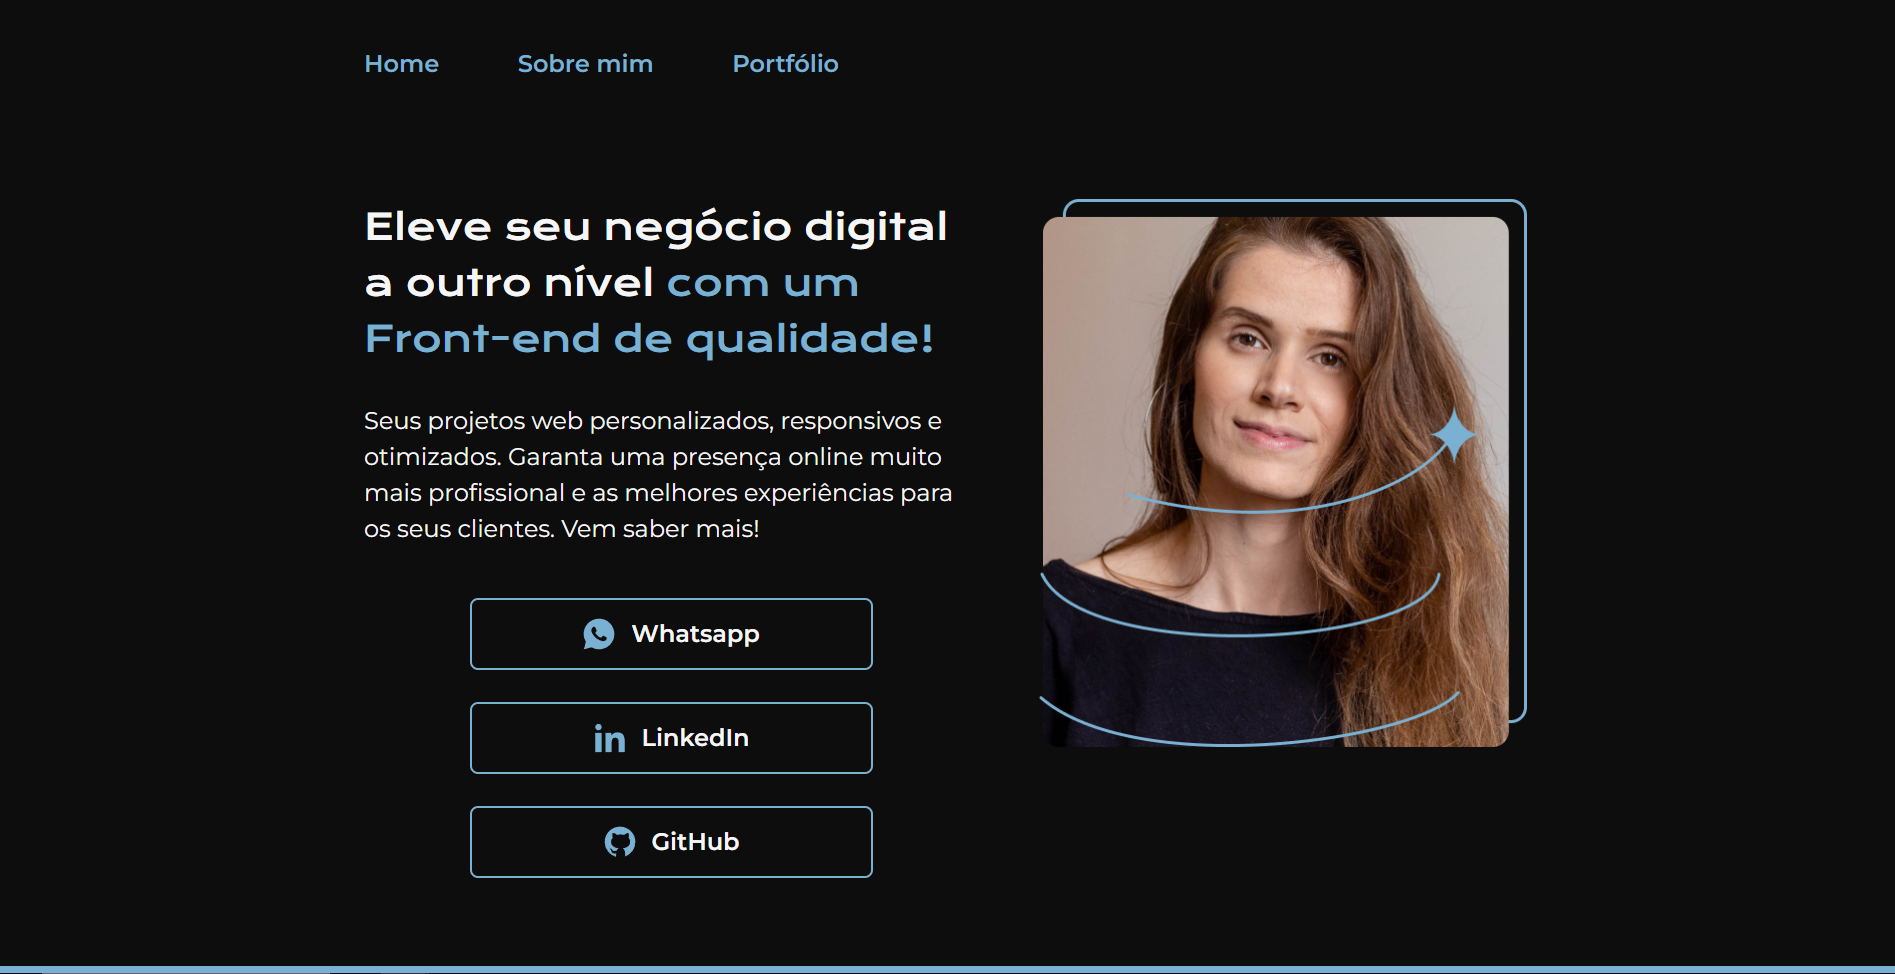 Home Sobre mim Portfólio
Eleve seu negócio digital
a outro nível com um
Front-end de qualidade!
Seus projetos web personalizados, responsivos e
otimizados. Garanta uma presença online muito
mais profissional e as melhores experiências para
os seus clientes. Vem saber mais!
Whatsapp
LinkedIn
GitHub